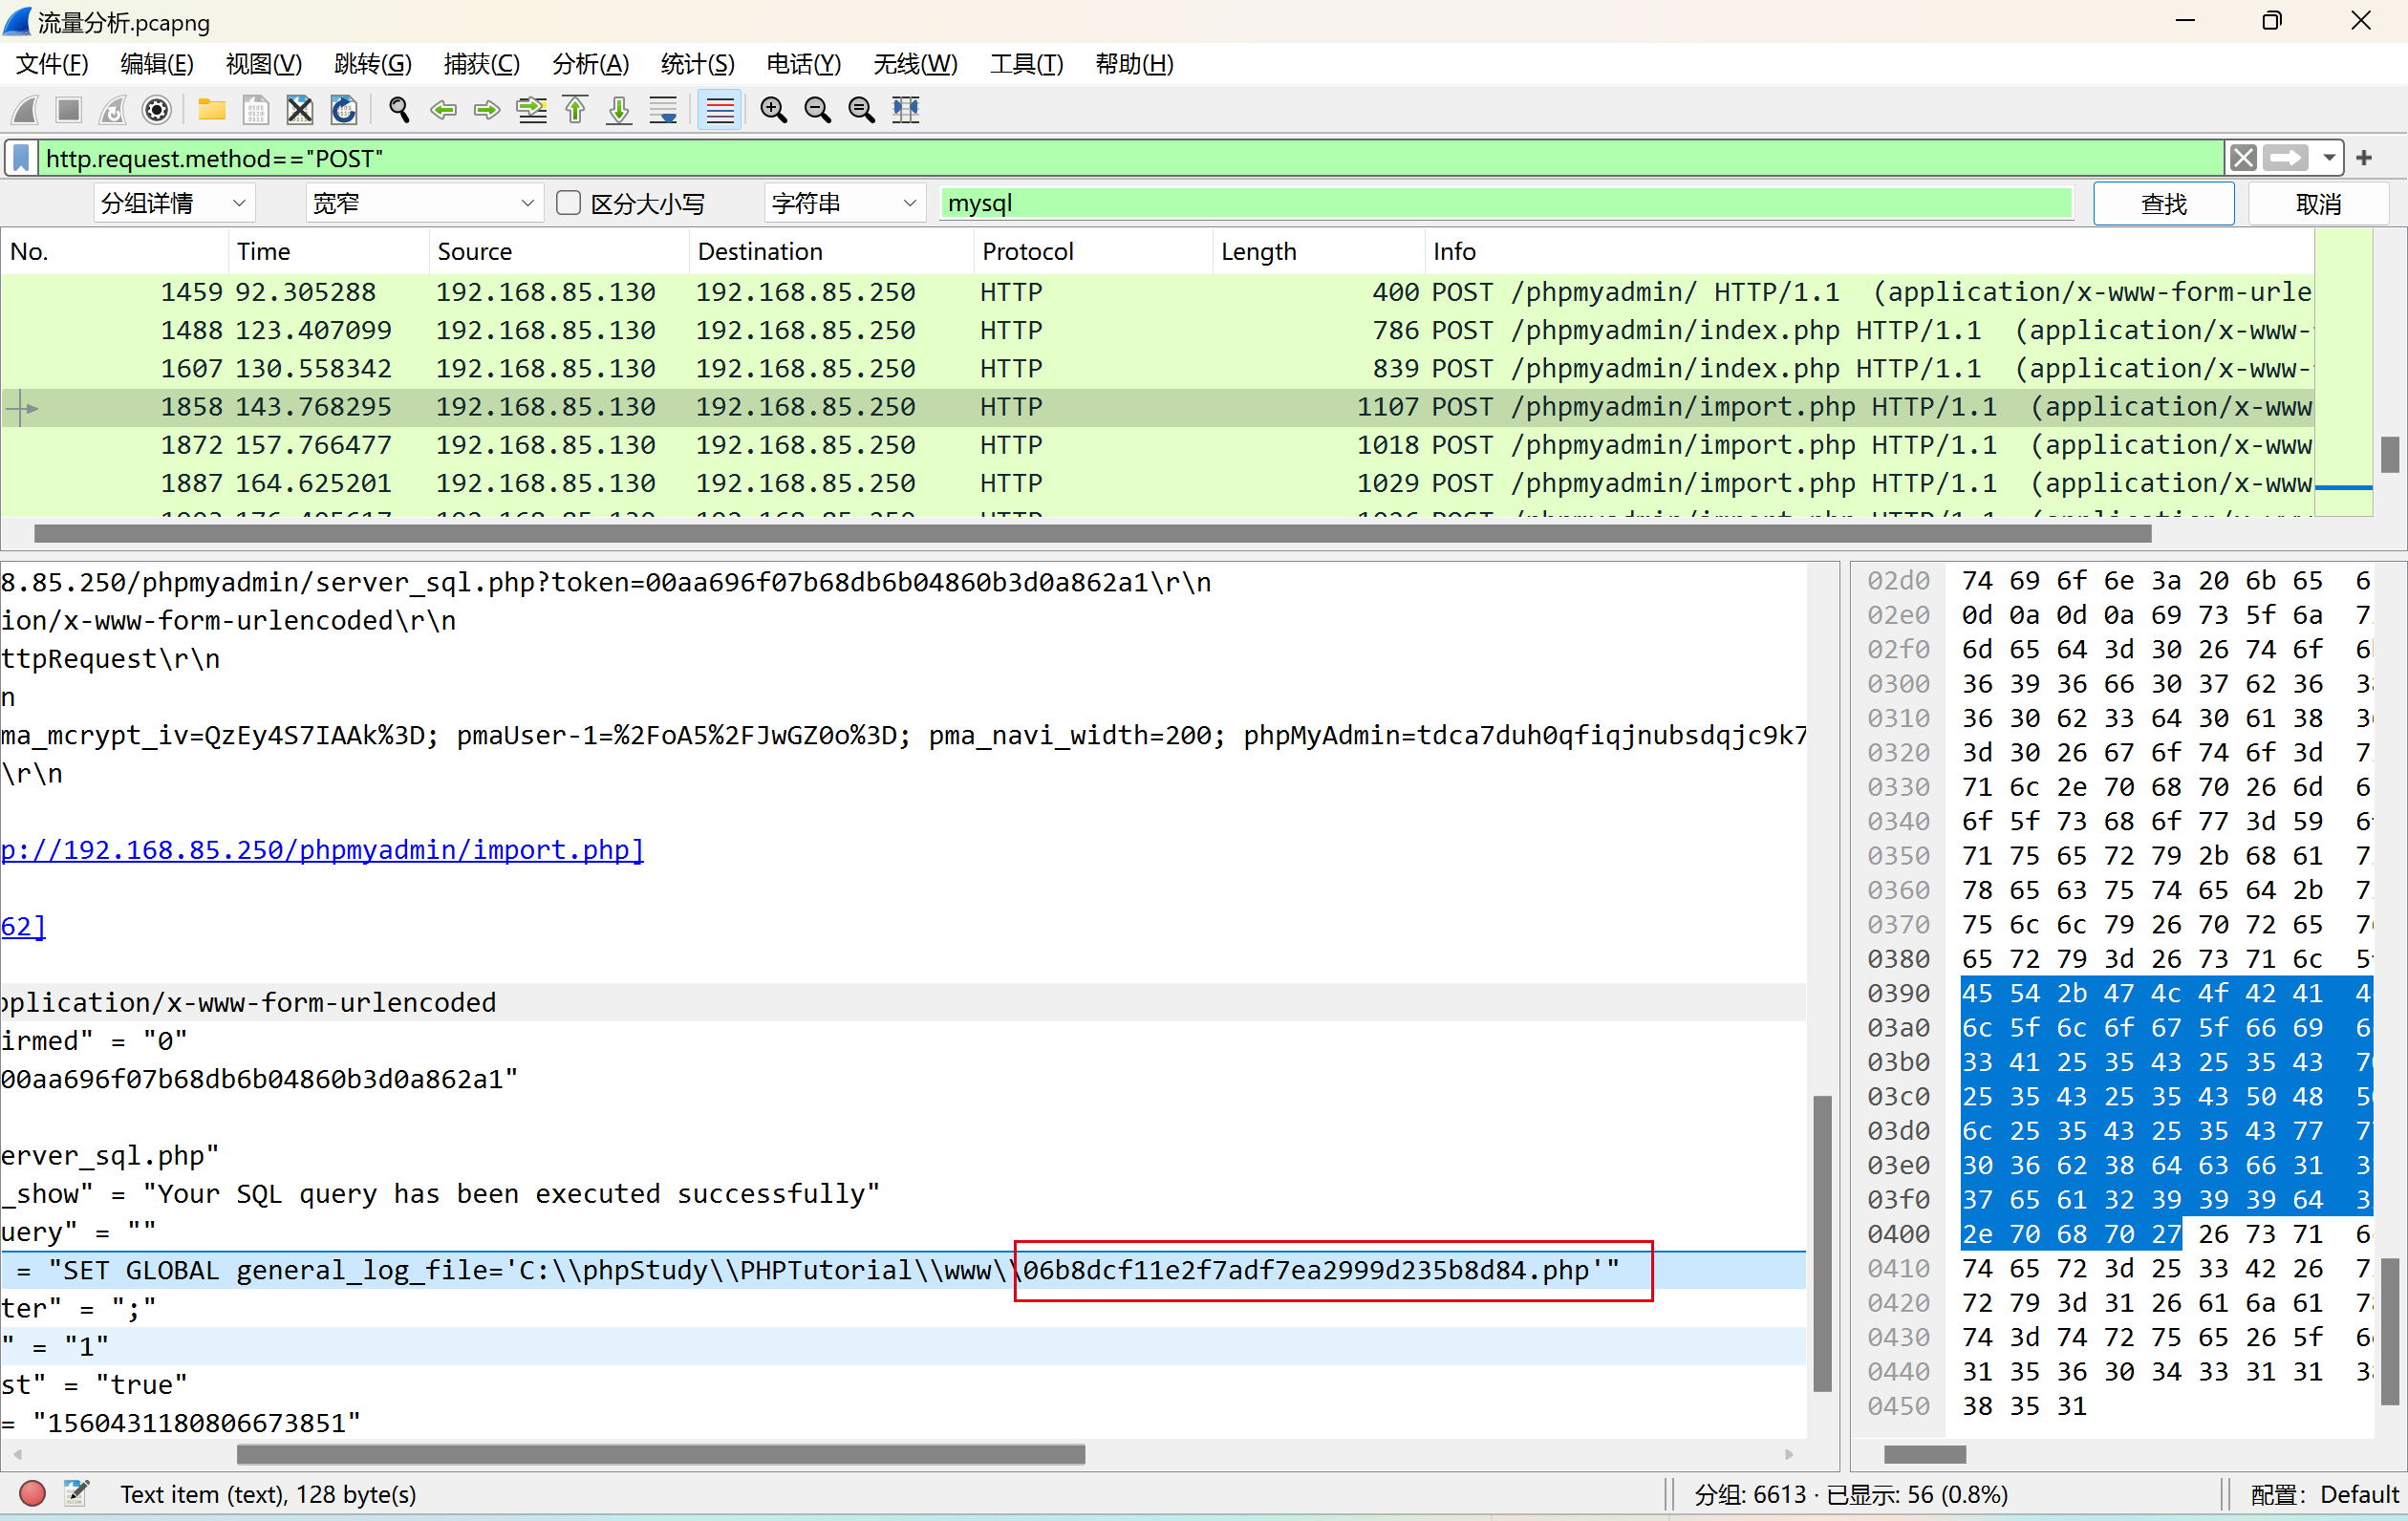 流量分析.pcapng
文件(F) 编辑(E) 视图(V) 跳转(G) 捕获(C) 分析(A) 统计(S) 电话(Y) 无线(W) 工具(T) 帮助(H)
http.request.method=="POST"
分组详情 宽窄 区分大小写 字符串 mysql 查找 取消
No. Time Source Destination Protocol Length Info
1459 92.305288 192.168.85.130 192.168.85.250 HTTP 400 POST /phpmyadmin/ HTTP/1.1 (application/x-www-form-urle
1488 123.407099 192.168.85.130 192.168.85.250 HTTP 786 POST /phpmyadmin/index.php HTTP/1.1 (application/x-www-
1607 130.558342 192.168.85.130 192.168.85.250 HTTP 839 POST /phpmyadmin/index.php HTTP/1.1 (application/x-www-
1858 143.768295 192.168.85.130 192.168.85.250 HTTP 1107 POST /phpmyadmin/import.php HTTP/1.1 (application/x-www
1872 157.766477 192.168.85.130 192.168.85.250 HTTP 1018 POST /phpmyadmin/import.php HTTP/1.1 (application/x-www
1887 164.625201 192.168.85.130 192.168.85.250 HTTP 1029 POST /phpmyadmin/import.php HTTP/1.1 (application/x-www
8.85.250/phpmyadmin/server_sql.php?token=00aa696f07b68db6b04860b3d0a862a1\r\n
ion/x-www-form-urlencoded\r\n
ttpRequest\r\n
n
ma_mcrypt_iv=QzEy4S7IAAk%3D; pmaUser-1=%2FoA5%2FJwGZ0o%3D; pma_navi_width=200; phpMyAdmin=tdca7duh0qfiqjnubsdqjc9k7
\r\n
p://192.168.85.250/phpmyadmin/import.php]
62]
pplication/x-www-form-urlencoded
irmed" = "0"
00aa696f07b68db6b04860b3d0a862a1"
erver_sql.php"
_show" = "Your SQL query has been executed successfully"
uery" = ""
= "SET GLOBAL general_log_file='C:\\phpStudy\\PHPTutorial\\www\\06b8dcf11e2f7adf7ea2999d235b8d84.php'"
ter" = ";"
" = "1"
st" = "true"
= "1560431180806673851"
02d0 74 69 6f 6e 3a 20 6b 65 6
02e0 0d 0a 0d 0a 69 73 5f 6a 7
02f0 6d 65 64 3d 30 26 74 6f 6
0300 36 39 36 66 30 37 62 36 3
0310 36 30 62 33 64 30 61 38 3
0320 3d 30 26 67 6f 74 6f 3d 7
0330 71 6c 2e 70 68 70 26 6d 6
0340 6f 5f 73 68 6f 77 3d 59 6
0350 71 75 65 72 79 2b 68 61 7
0360 78 65 63 75 74 65 64 2b 7
0370 75 6c 6c 79 26 70 72 65 7
0380 65 72 79 3d 26 73 71 6c 5
0390 45 54 2b 47 4c 4f 42 41 4
03a0 6c 5f 6c 6f 67 5f 66 69 6
03b0 33 41 25 35 43 25 35 43 7
03c0 25 35 43 25 35 43 50 48 5
03d0 6c 25 35 43 25 35 43 77 7
03e0 30 36 62 38 64 63 66 31 3
03f0 37 65 61 32 39 39 39 64 3
0400 2e 70 68 70 27 26 73 71 6
0410 74 65 72 3d 25 33 42 26 7
0420 72 79 3d 31 26 61 6a 61 7
0430 74 3d 74 72 75 65 26 5f 6
0440 31 35 36 30 34 33 31 31 3
0450 38 35 31
Text item (text), 128 byte(s) 分组: 6613 · 已显示: 56 (0.8%) 配置: Default